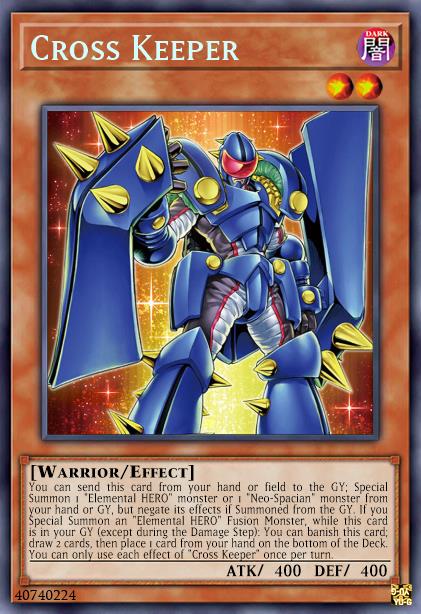 CROSS KEEPER
DARK
闇
[WARRIOR/EFFECT]
You can send this card from your hand or field to the GY; Special
Summon 1 "Elemental HERO" monster or 1 "Neo-Spacian" monster from
your hand or GY, but negate its effects if Summoned from the GY. If you
Special Summon an "Elemental HERO" Fusion Monster, while this card
is in your GY (except during the Damage Step): You can banish this card;
draw 2 cards, then place 1 card from your hand on the bottom of the Deck.
You can only use each effect of "Cross Keeper" once per turn.
ATK/ 400 DEF/ 400
40740224